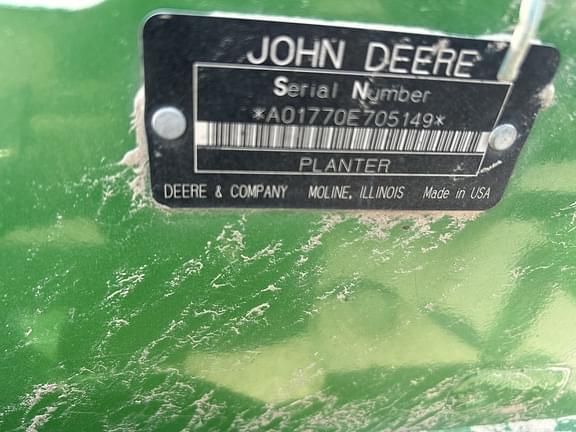 JOHN DEERE
Serial Number
*A01770E705149*
PLANTER
DEERE & COMPANY MOLINE, ILLINOIS Made in USA